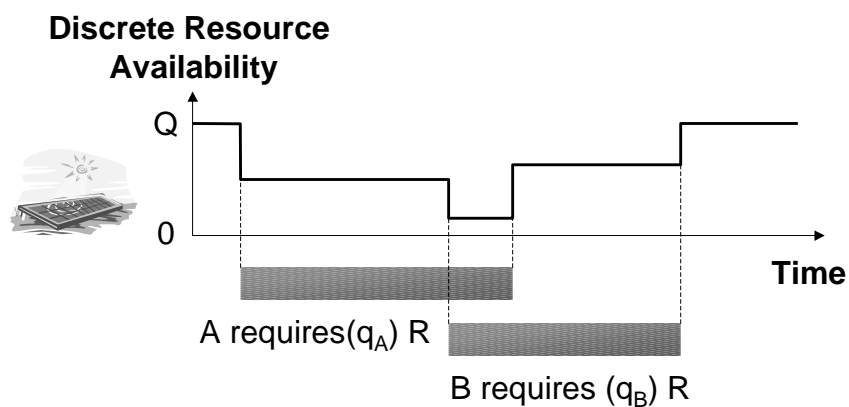 Discrete Resource
Availability
Q
0
Time
A requires(qA) R
B requires (qB) R